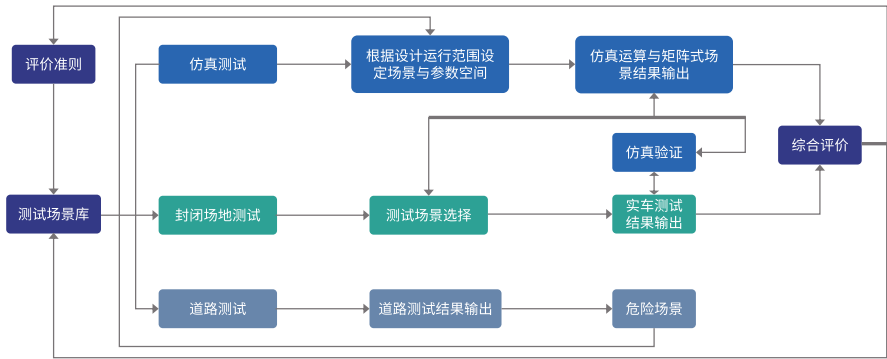 评价准则
仿真测试
根据设计运行范围设
定场景与参数空间
仿真运算与矩阵式场
景结果输出
仿真验证
综合评价
测试场景库
封闭场地测试
测试场景选择
实车测试
结果输出
道路测试
道路测试结果输出
危险场景